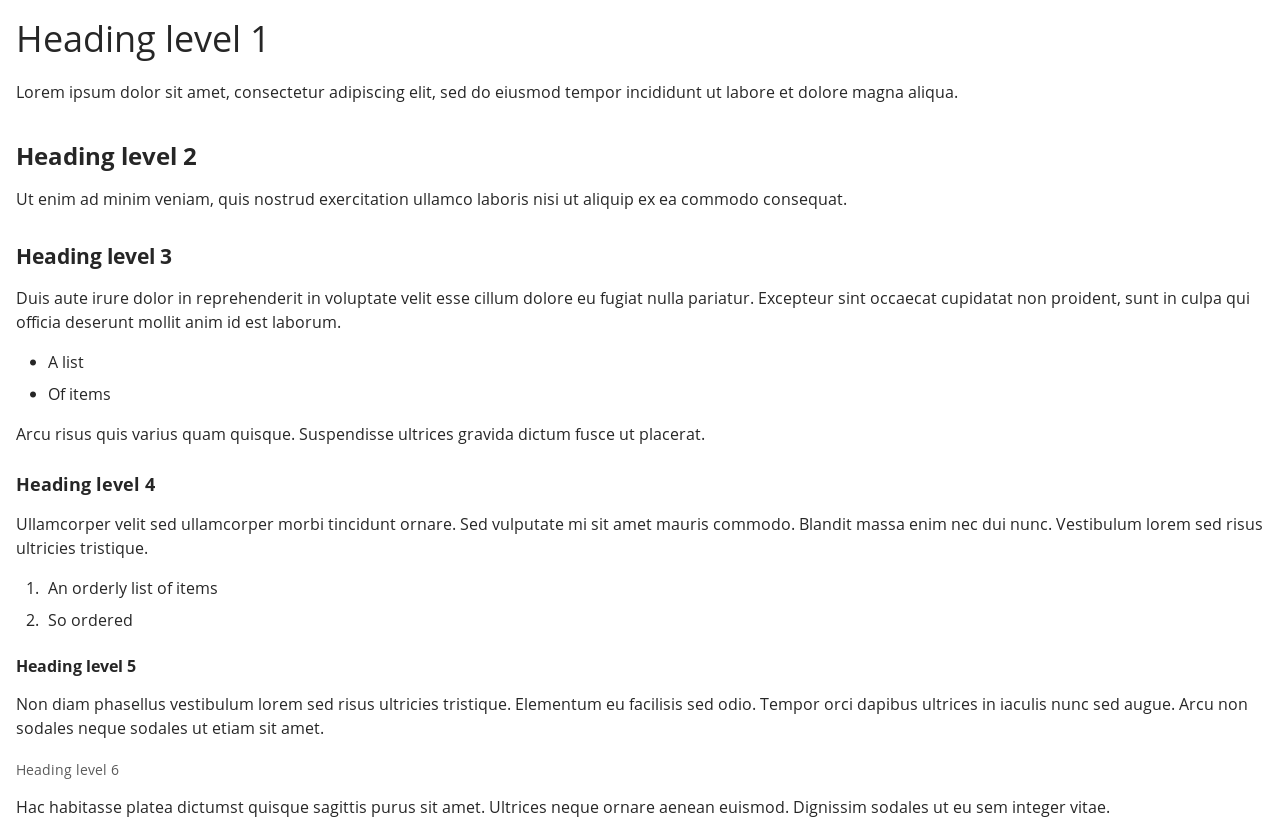 Heading level 1
Lorem ipsum dolor sit amet, consectetur adipiscing elit, sed do eiusmod tempor incididunt ut labore et dolore magna aliqua.
Heading level 2
Ut enim ad minim veniam, quis nostrud exercitation ullamco laboris nisi ut aliquip ex ea commodo consequat.
Heading level 3
Duis aute irure dolor in reprehenderit in voluptate velit esse cillum dolore eu fugiat nulla pariatur. Excepteur sint occaecat cupidatat non proident, sunt in culpa qui
officia deserunt mollit anim id est laborum.
• A list
• Of items
Arcu risus quis varius quam quisque. Suspendisse ultrices gravida dictum fusce ut placerat.
Heading level 4
Ullamcorper velit sed ullamcorper morbi tincidunt ornare. Sed vulputate mi sit amet mauris commodo. Blandit massa enim nec dui nunc. Vestibulum lorem sed risus
ultricies tristique.
1. An orderly list of items
2. So ordered
Heading level 5
Non diam phasellus vestibulum lorem sed risus ultricies tristique. Elementum eu facilisis sed odio. Tempor orci dapibus ultrices in iaculis nunc sed augue. Arcu non
sodales neque sodales ut etiam sit amet.
Heading level 6
Hac habitasse platea dictumst quisque sagittis purus sit amet. Ultrices neque ornare aenean euismod. Dignissim sodales ut eu sem integer vitae.